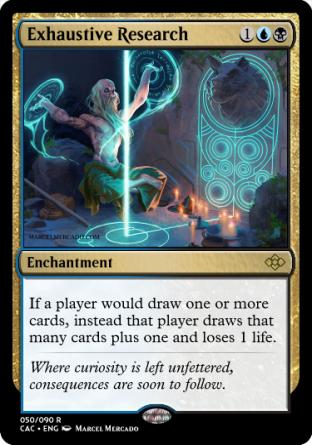 Exhaustive Research 1
MARCELMERCADO.COM
Enchantment
If a player would draw one or more
cards, instead that player draws that
many cards plus one and loses 1 life.
Where curiosity is left unfettered,
consequences are soon to follow.
050/090 R
CAC • ENG Marcel Mercado